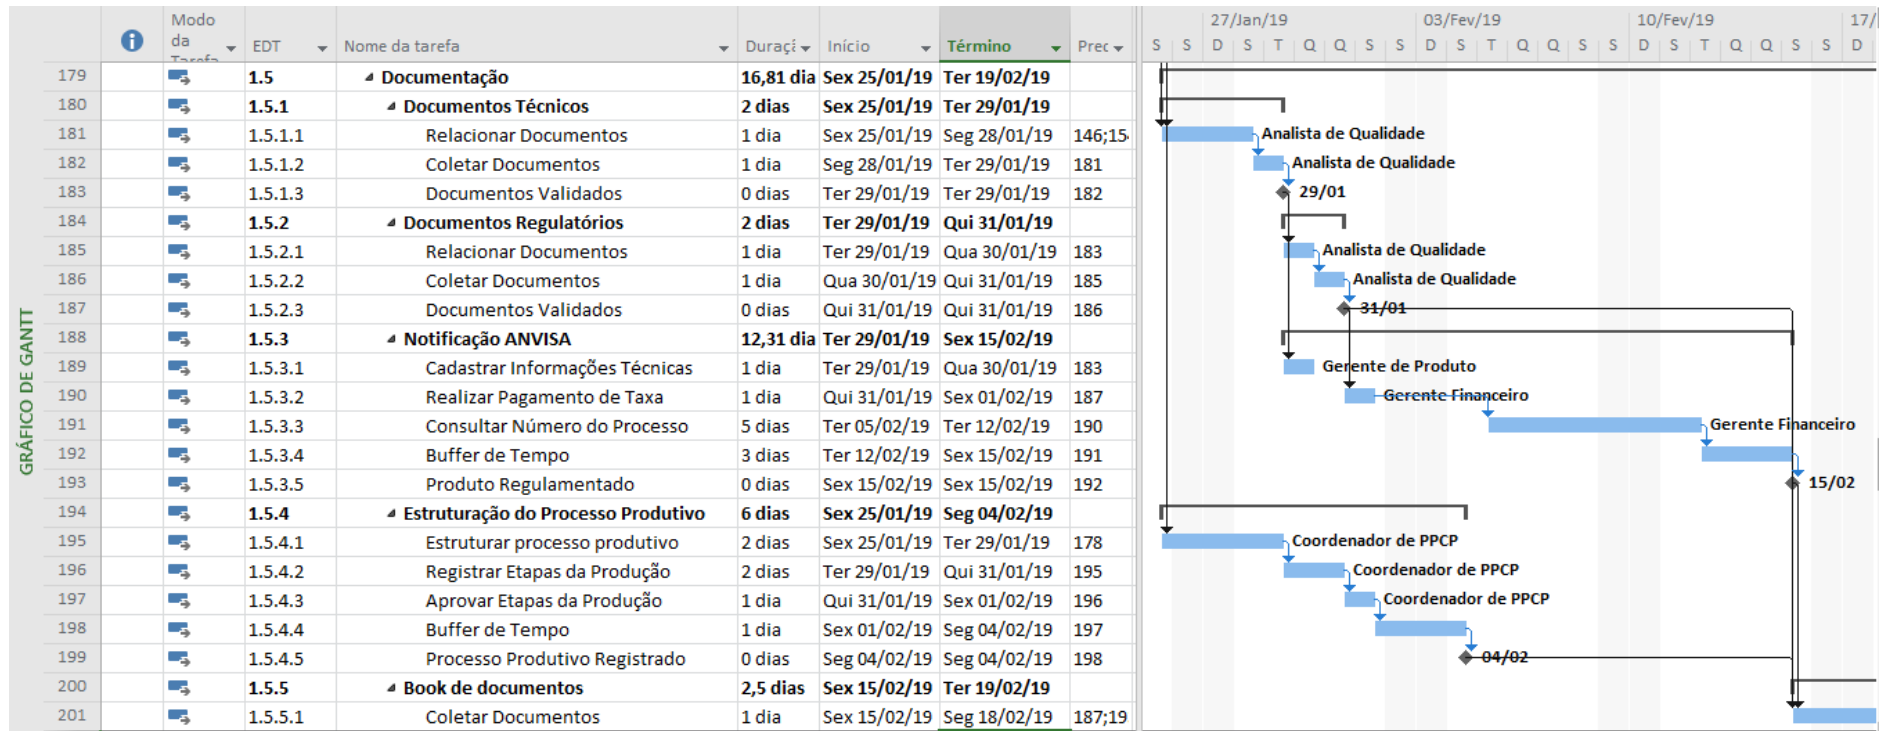 GRÁFICO DE GANTT
Modo da Tarefa EDT Nome da tarefa Duraçã Início Término Prec
27/Jan/19 03/Fev/19 10/Fev/19 17/
S S D S T Q Q S S D S T Q Q S S D S T Q Q S S D
179 1.5 Documentação 16,81 dia Sex 25/01/19 Ter 19/02/19
180 1.5.1 Documentos Técnicos 2 dias Sex 25/01/19 Ter 29/01/19
181 1.5.1.1 Relacionar Documentos 1 dia Sex 25/01/19 Seg 28/01/19 146;15 Analista de Qualidade
182 1.5.1.2 Coletar Documentos 1 dia Seg 28/01/19 Ter 29/01/19 181 Analista de Qualidade
183 1.5.1.3 Documentos Validados 0 dias Ter 29/01/19 Ter 29/01/19 182 29/01
184 1.5.2 Documentos Regulatórios 2 dias Ter 29/01/19 Qui 31/01/19
185 1.5.2.1 Relacionar Documentos 1 dia Ter 29/01/19 Qua 30/01/19 183 Analista de Qualidade
186 1.5.2.2 Coletar Documentos 1 dia Qua 30/01/19 Qui 31/01/19 185 Analista de Qualidade
187 1.5.2.3 Documentos Validados 0 dias Qui 31/01/19 Qui 31/01/19 186 31/01
188 1.5.3 Notificação ANVISA 12,31 dia Ter 29/01/19 Sex 15/02/19
189 1.5.3.1 Cadastrar Informações Técnicas 1 dia Ter 29/01/19 Qua 30/01/19 183 Gerente de Produto
190 1.5.3.2 Realizar Pagamento de Taxa 1 dia Qui 31/01/19 Sex 01/02/19 187 Gerente Financeiro
191 1.5.3.3 Consultar Número do Processo 5 dias Ter 05/02/19 Ter 12/02/19 190 Gerente Financeiro
192 1.5.3.4 Buffer de Tempo 3 dias Ter 12/02/19 Sex 15/02/19 191
193 1.5.3.5 Produto Regulamentado 0 dias Sex 15/02/19 Sex 15/02/19 192 15/02
194 1.5.4 Estruturação do Processo Produtivo 6 dias Sex 25/01/19 Seg 04/02/19
195 1.5.4.1 Estruturar processo produtivo 2 dias Sex 25/01/19 Ter 29/01/19 178 Coordenador de PPCP
196 1.5.4.2 Registrar Etapas da Produção 2 dias Ter 29/01/19 Qui 31/01/19 195 Coordenador de PPCP
197 1.5.4.3 Aprovar Etapas da Produção 1 dia Qui 31/01/19 Sex 01/02/19 196 Coordenador de PPCP
198 1.5.4.4 Buffer de Tempo 1 dia Sex 01/02/19 Seg 04/02/19 197
199 1.5.4.5 Processo Produtivo Registrado 0 dias Seg 04/02/19 Seg 04/02/19 198 04/02
200 1.5.5 Book de documentos 2,5 dias Sex 15/02/19 Ter 19/02/19
201 1.5.5.1 Coletar Documentos 1 dia Sex 15/02/19 Seg 18/02/19 187;19